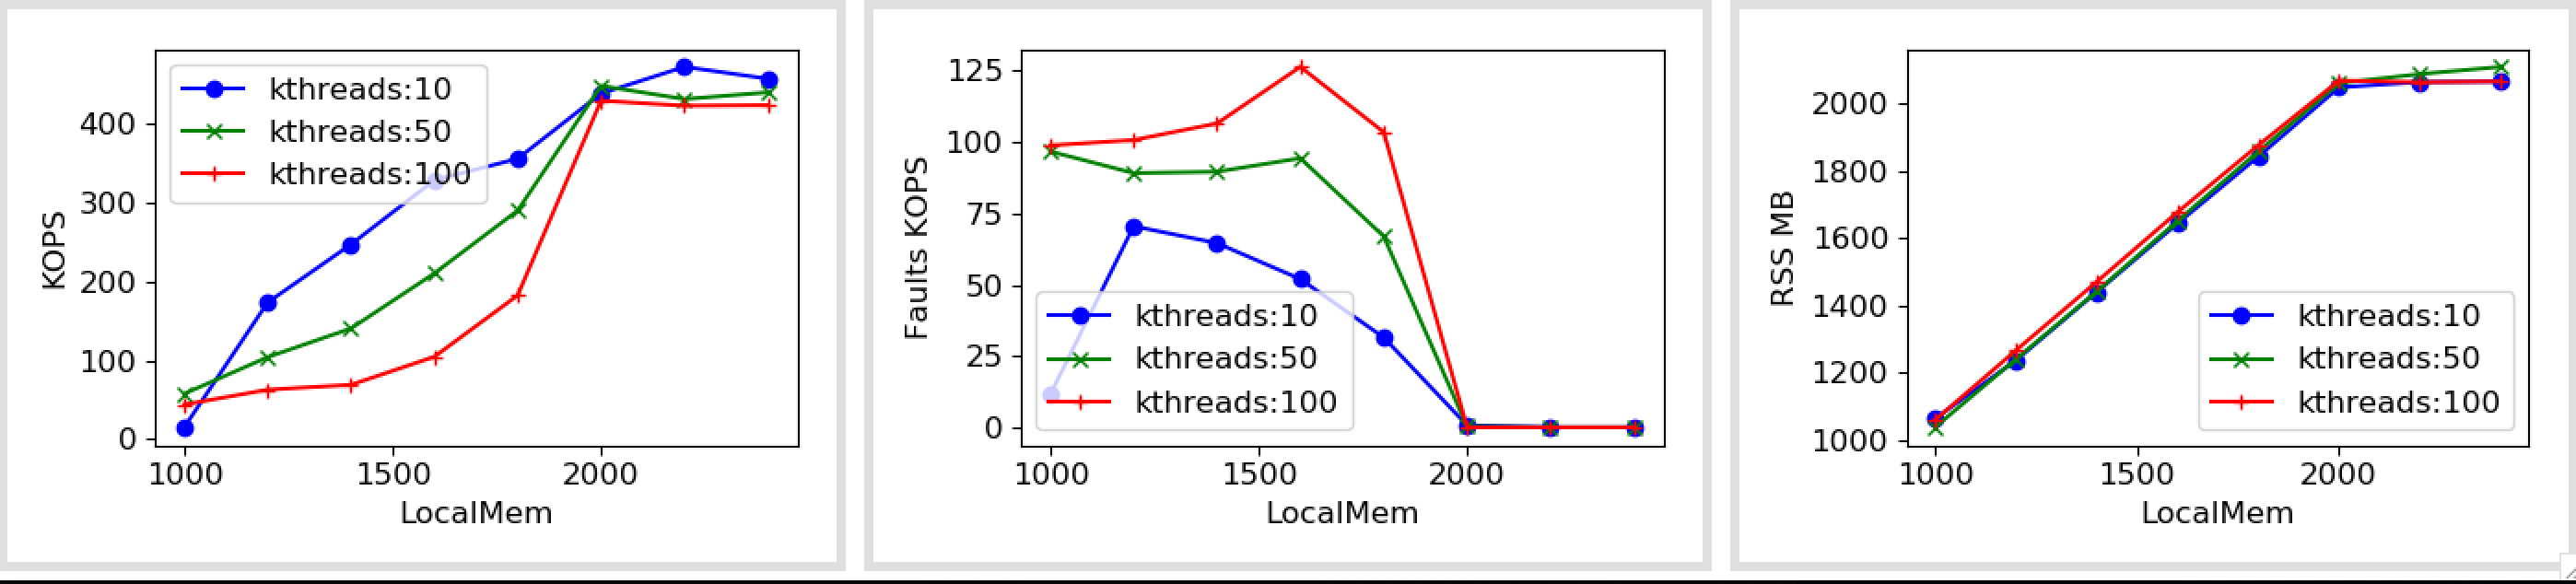 KOPS
400
300
200
100
0
kthreads:10
kthreads:50
kthreads:100
1000 1500 2000
LocalMem
Faults KOPS
125
100
75
50
25
0
kthreads:10
kthreads:50
kthreads:100
1000 1500 2000
LocalMem
RSS MB
2000
1800
1600
1400
1200
1000
kthreads:10
kthreads:50
kthreads:100
1000 1500 2000
LocalMem